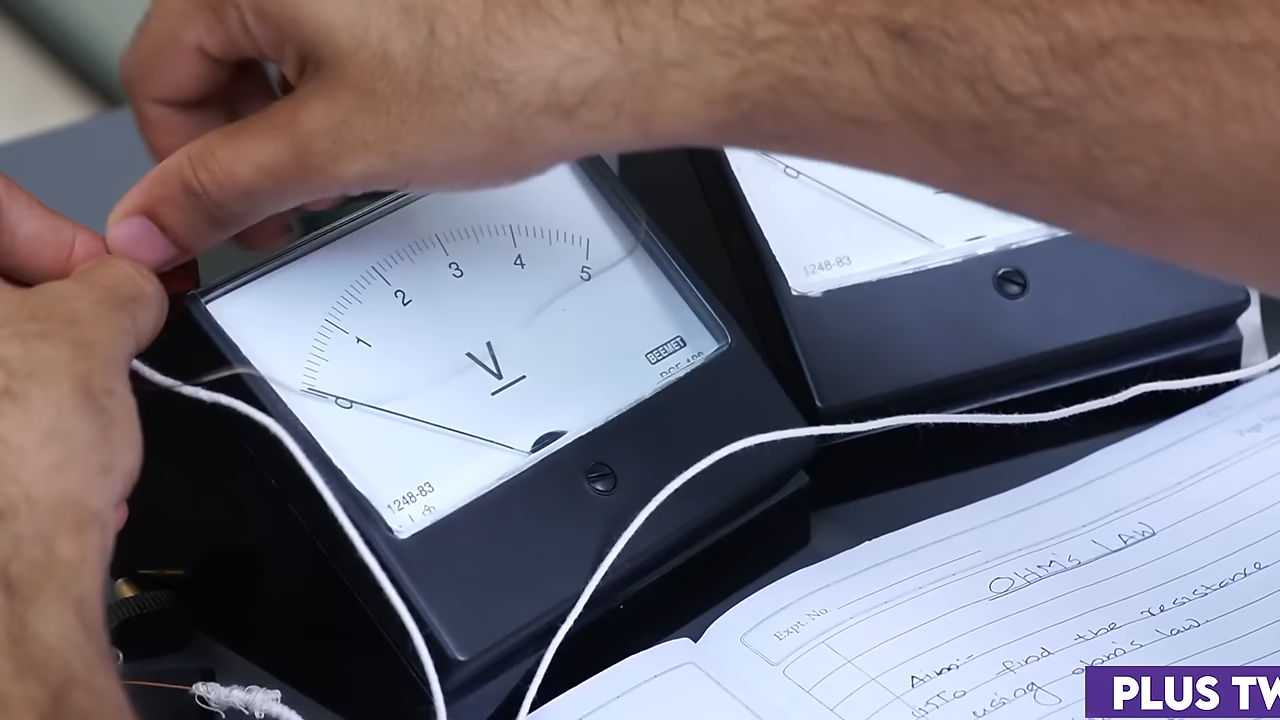 0 1 2 3 4 5
V
BEEMET
1248-83
0
1248-83
Expt. No
OHM's LAW
Aim:-
To find the resistance
using ohm's law.
PLUS TW